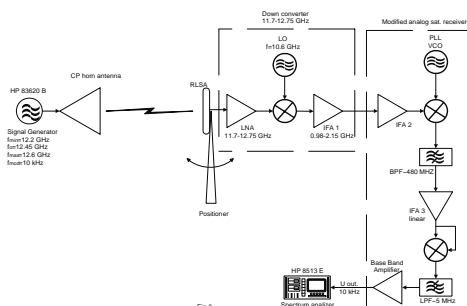 Down converter
11.7-12.75 GHz
Modified analog sat. receiver
LO
f=10.6 GHz
PLL
VCO
HP 83620 B
CP horn antenna
RLSA
LNA
11.7-12.75 GHz
IFA 1
0.98-2.15 GHz
IFA 2
Signal Generator
fmin=12.2 GHz
fo=12.45 GHz
fmax=12.6 GHz
fmod=10 kHz
BPF-480 MHZ
Positioner
IFA 3
linear
Base Band
Amplifier
HP 8513 E
U out.
10 kHz
Spectrum analizer
LPF-5 MHz